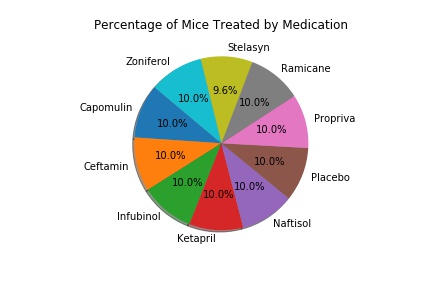 Percentage of Mice Treated by Medication
Stelasyn
Zoniferol
Ramicane
9.6%
10.0%
10.0%
Capomulin
Propriva
10.0%
10.0%
Ceftamin
10.0%
10.0%
Placebo
10.0%
10.0%
10.0%
Infubinol
Naftisol
Ketapril